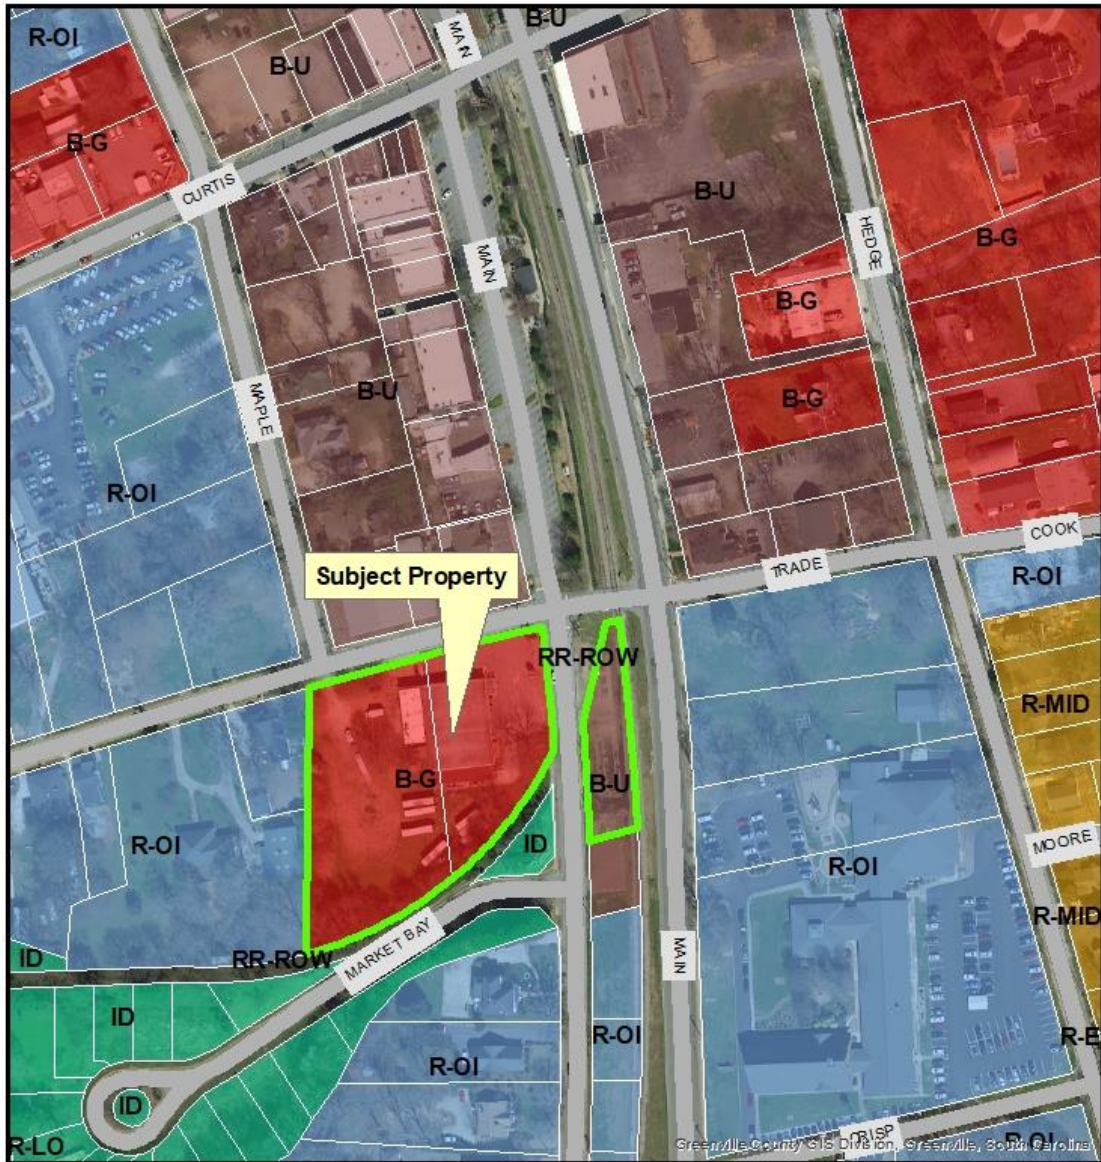 B-U
R-OI
MAIN
B-U
B-G
CURTIS
B-U
HEDGE
B-G
MAIN
B-G
B-U
B-G
MAPLE
R-OI
COOK
TRADE
Subject Property
R-OI
RR-ROW
R-MID
B-G
B-U
ID
R-OI
MOORE
R-OI
R-MID
MARKET BAY
MAIN
ID
RR-ROW
ID
R-OI
R-E
R-OI
ID
CRISP
R-LO
R-OI
Greenville County GIS Division, Greenville, South Carolina